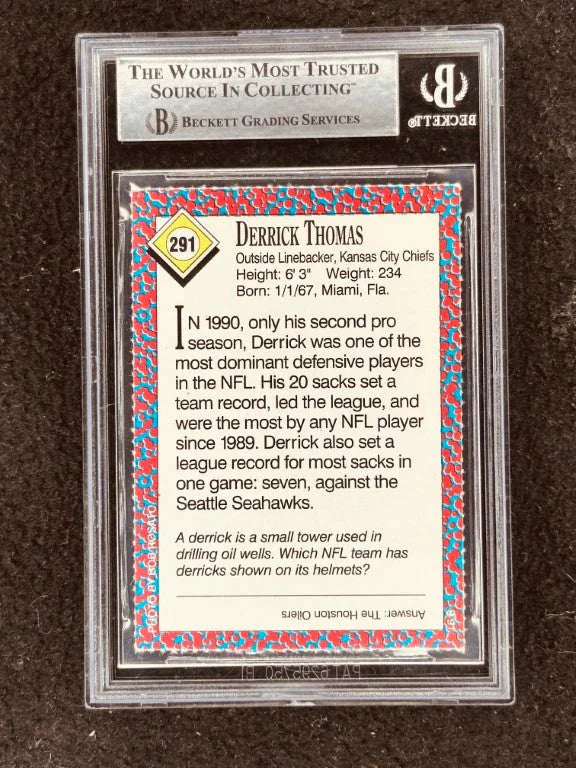 THE WORLD'S MOST TRUSTED
SOURCE IN COLLECTING™
BECKETT GRADING SERVICES
B
BECKETT®
291
DERRICK THOMAS
Outside Linebacker, Kansas City Chiefs
Height: 6' 3" Weight: 234
Born: 1/1/67, Miami, Fla.
IN 1990, only his second pro
season, Derrick was one of the
most dominant defensive players
in the NFL. His 20 sacks set a
team record, led the league, and
were the most by any NFL player
since 1989. Derrick also set a
league record for most sacks in
one game: seven, against the
Seattle Seahawks.
A derrick is a small tower used in
drilling oil wells. Which NFL team has
derricks shown on its helmets?
Answer: The Houston Oilers
PHOTO BY